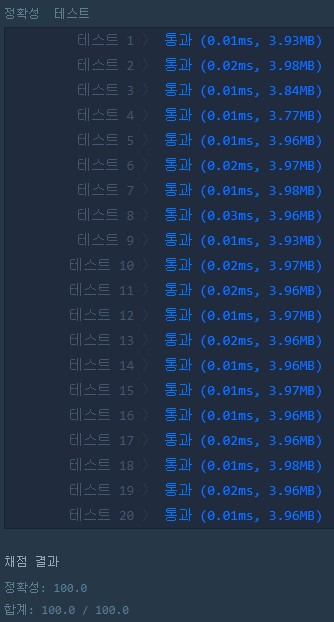 정확성 테스트
테스트 1 〉 통과 (0.01ms, 3.93MB)
테스트 2 〉 통과 (0.02ms, 3.98MB)
테스트 3 〉 통과 (0.01ms, 3.84MB)
테스트 4 〉 통과 (0.01ms, 3.77MB)
테스트 5 〉 통과 (0.01ms, 3.96MB)
테스트 6 〉 통과 (0.02ms, 3.97MB)
테스트 7 〉 통과 (0.01ms, 3.98MB)
테스트 8 〉 통과 (0.03ms, 3.96MB)
테스트 9 〉 통과 (0.01ms, 3.93MB)
테스트 10 〉 통과 (0.02ms, 3.97MB)
테스트 11 〉 통과 (0.02ms, 3.96MB)
테스트 12 〉 통과 (0.01ms, 3.97MB)
테스트 13 〉 통과 (0.02ms, 3.96MB)
테스트 14 〉 통과 (0.01ms, 3.96MB)
테스트 15 〉 통과 (0.01ms, 3.97MB)
테스트 16 〉 통과 (0.01ms, 3.96MB)
테스트 17 〉 통과 (0.02ms, 3.96MB)
테스트 18 〉 통과 (0.01ms, 3.98MB)
테스트 19 〉 통과 (0.02ms, 3.96MB)
테스트 20 〉 통과 (0.01ms, 3.96MB)
채점 결과
정확성: 100.0
합계: 100.0 / 100.0